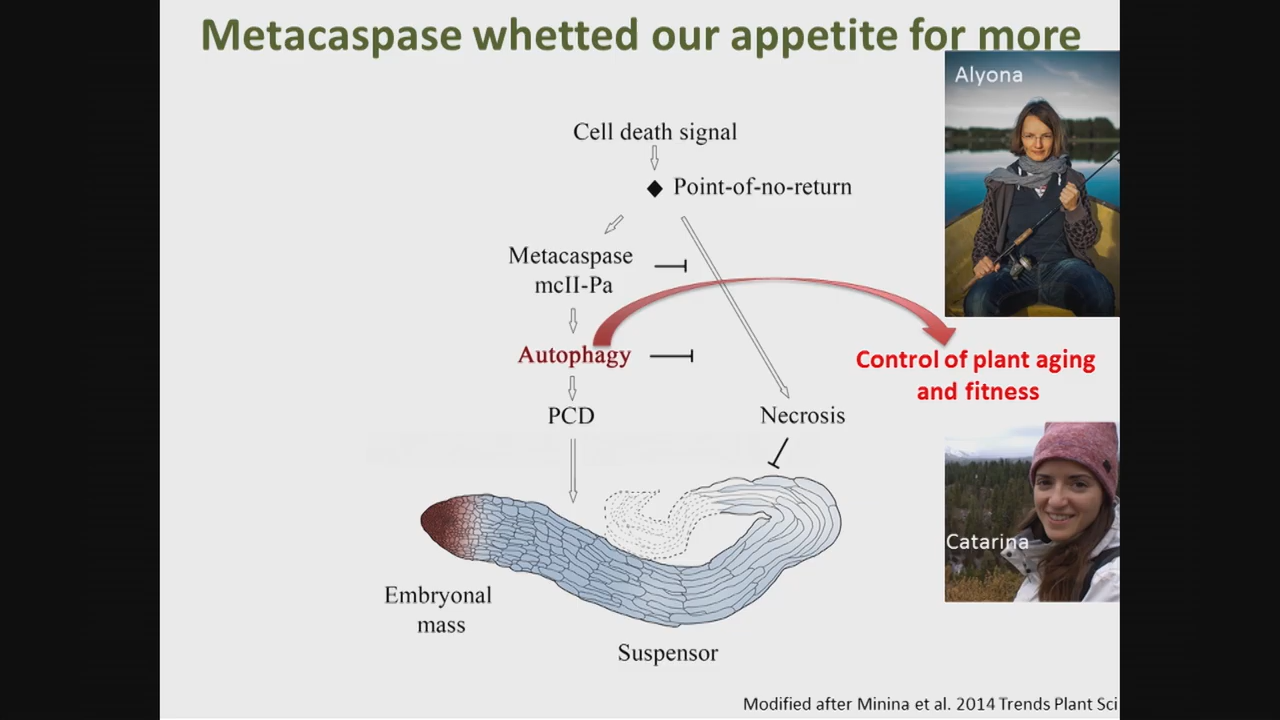 Metacaspase whetted our appetite for more
Alyona
Cell death signal
Point-of-no-return
Metacaspase
mcII-Pa
Autophagy
Control of plant aging
and fitness
PCD
Necrosis
Catarina
Embryonal
mass
Suspensor
Modified after Minina et al. 2014 Trends Plant Sci